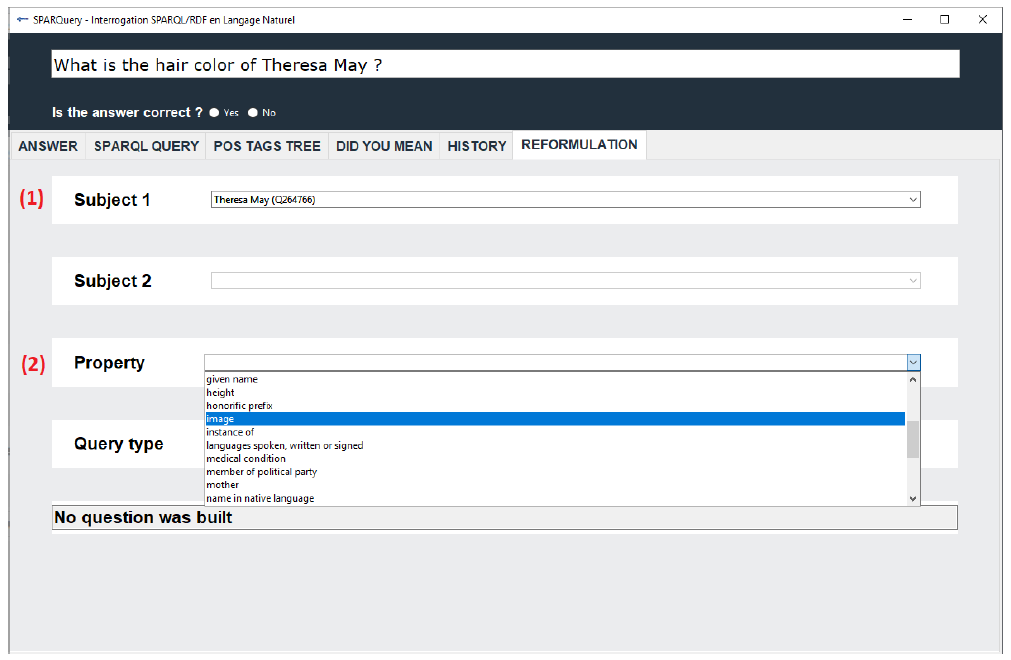 SPARQuery - Interrogation SPARQL/RDF en Langage Naturel
What is the hair color of Theresa May ?
Is the answer correct ? Yes No
ANSWER SPARQL QUERY POS TAGS TREE DID YOU MEAN HISTORY REFORMULATION
(1) Subject 1 Theresa May (Q264766)
Subject 2
(2) Property
given name
height
honorific prefix
image
instance of
languages spoken, written or signed
Query type
medical condition
member of political party
mother
name in native language
No question was built